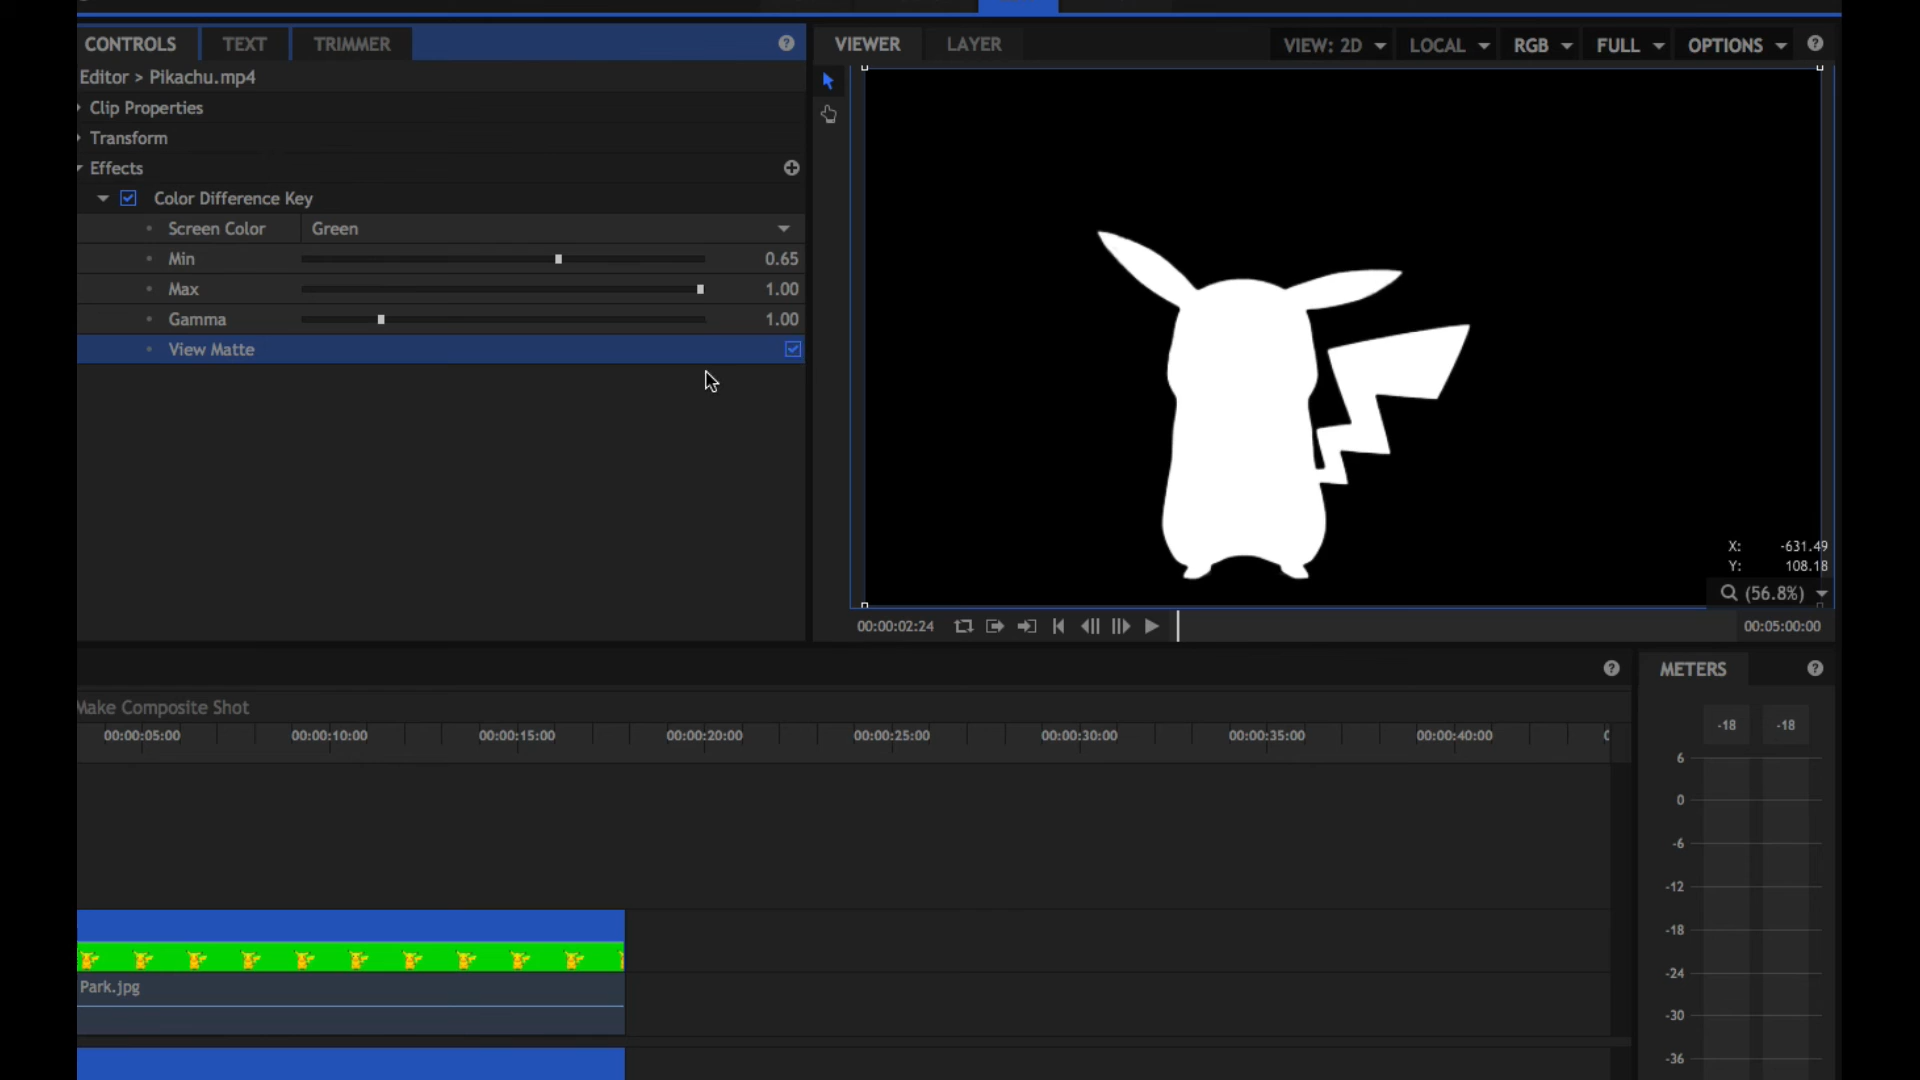 CONTROLS TEXT TRIMMER
Editor > Pikachu.mp4
Clip Properties
Transform
Effects
Color Difference Key
Screen Color Green
Min 0.65
Max 1.00
Gamma 1.00
View Matte
VIEWER LAYER VIEW: 2D LOCAL RGB FULL OPTIONS
X: -631.49
Y: 108.18
(56.8%)
00:00:02:24 00:05:00:00
Make Composite Shot
00:00:05:00 00:00:10:00 00:00:15:00 00:00:20:00 00:00:25:00 00:00:30:00 00:00:35:00 00:00:40:00
Park.jpg
METERS
-18 -18
6
0
-6
-12
-18
-24
-30
-36